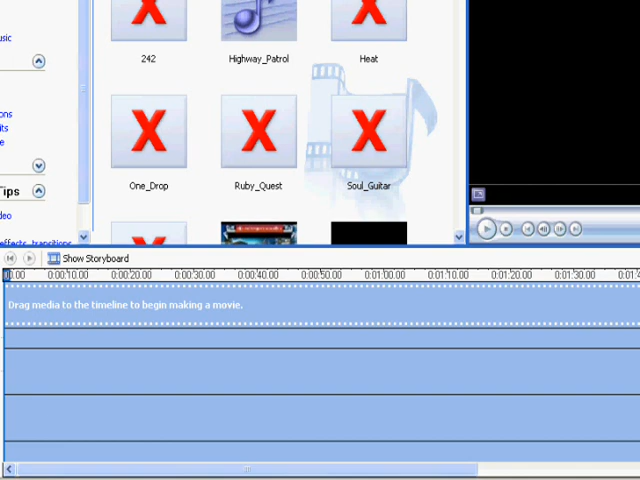 usic
242
Highway_Patrol
Heat
ons
its
e
One_Drop
Ruby_Quest
Soul_Guitar
Tips
deo
effects, transitions
Show Storyboard
0:00:10.00 0:00:20.00 0:00:30.00 0:00:40.00 0:00:50.00 0:01:00.00 0:01:10.00 0:01:20.00 0:01:30.00 0:01:4
Drag media to the timeline to begin making a movie.